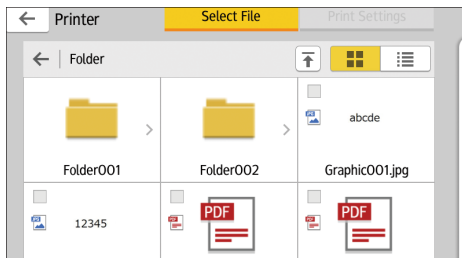 Printer
Select File
Print Settings
Folder
abcde
Folder001
Folder002
Graphic001.jpg
12345
PDF
PDF